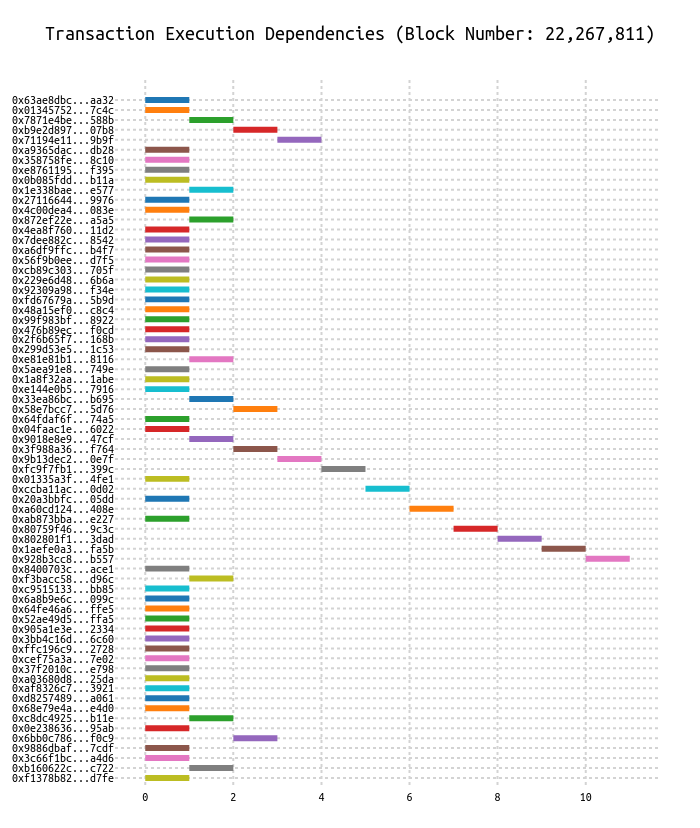 Transaction Execution Dependencies (Block Number: 22,267,811)
0x63ae8dbc...aa32
0x01345752...7c4c
0x7871e4be...588b
0xb9e2d897...07b8
0x71194e11...9b9f
0xa9365dac...db28
0x358758fe...8c10
0xe8761195...f395
0x0b085fdd...b11a
0x1e338bae...e577
0x27116644...9976
0x4c00dea4...083e
0x872ef22e...a5a5
0x4ea8f760...11d2
0x7dee882c...8542
0xa6df9ffc...b4f7
0x56f9b0ee...d7f5
0xcb89c303...705f
0x229e6d48...6b6a
0x92309a98...f34e
0xfd67679a...5b9d
0x48a15ef0...c8c4
0x99f983bf...8922
0x476b89ec...f0cd
0x2f6b65f7...168b
0x299d53e5...1c53
0xe81e81b1...8116
0x5aea91e8...749e
0x1a8f32aa...1abe
0xe144e0b5...7916
0x33ea86bc...b695
0x58e7bcc7...5d76
0x64fdaf6f...74a5
0x04faac1e...6022
0x9018e8e9...47cf
0x3f988a36...f764
0x9b13dec2...0e7f
0xfc9f7fb1...399c
0x01335a3f...4fe1
0xccba11ac...0d02
0x20a3bbfc...05dd
0xa60cd124...408e
0xab873bba...e227
0x80759f46...9c3c
0x802801f1...3dad
0x1aefe0a3...fa5b
0x928b3cc8...b557
0x8400703c...ace1
0xf3bacc58...d96c
0xc9515133...bb85
0x6a8b9e6c...099c
0x64fe46a6...ffe5
0x52ae49d5...ffa5
0x905a1e3e...2334
0x3bb4c16d...6c60
0xffc196c9...2728
0xcef75a3a...7e02
0x37f2010c...e798
0xa03680d8...25da
0xaf8326c7...3921
0xd8257489...a061
0x68e79e4a...e4d0
0xc8dc4925...b11e
0x0e238636...95ab
0x6bb0c786...f0c9
0x9886dbaf...7cdf
0x3c66f1bc...a4d6
0xb160622c...c722
0xf1378b82...d7fe
0 2 4 6 8 10